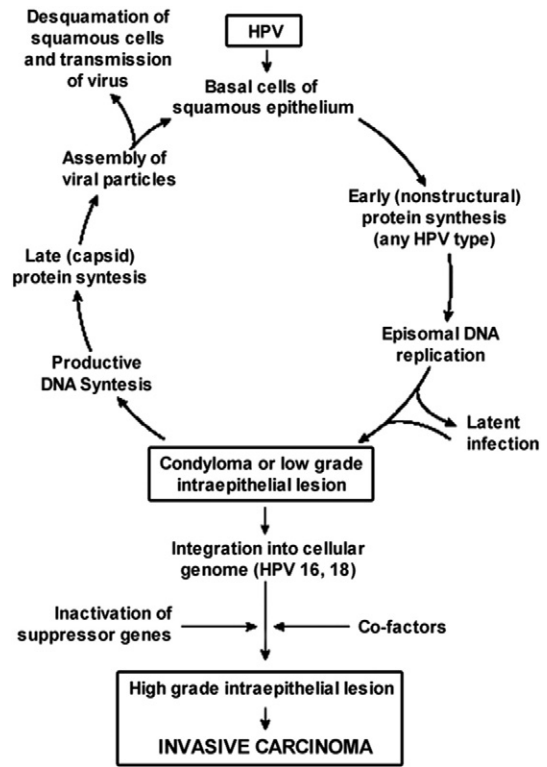 HPV
Basal cells of
squamous epithelium
Early (nonstructural)
protein synthesis
(any HPV type)
Episomal DNA
replication
Latent
infection
Condyloma or low grade
intraepithelial lesion
Productive
DNA Syntesis
Late (capsid)
protein syntesis
Assembly of
viral particles
Desquamation of
squamous cells
and transmission
of virus
Integration into cellular
genome (HPV 16, 18)
Inactivation of
suppressor genes
Co-factors
High grade intraepithelial lesion
INVASIVE CARCINOMA